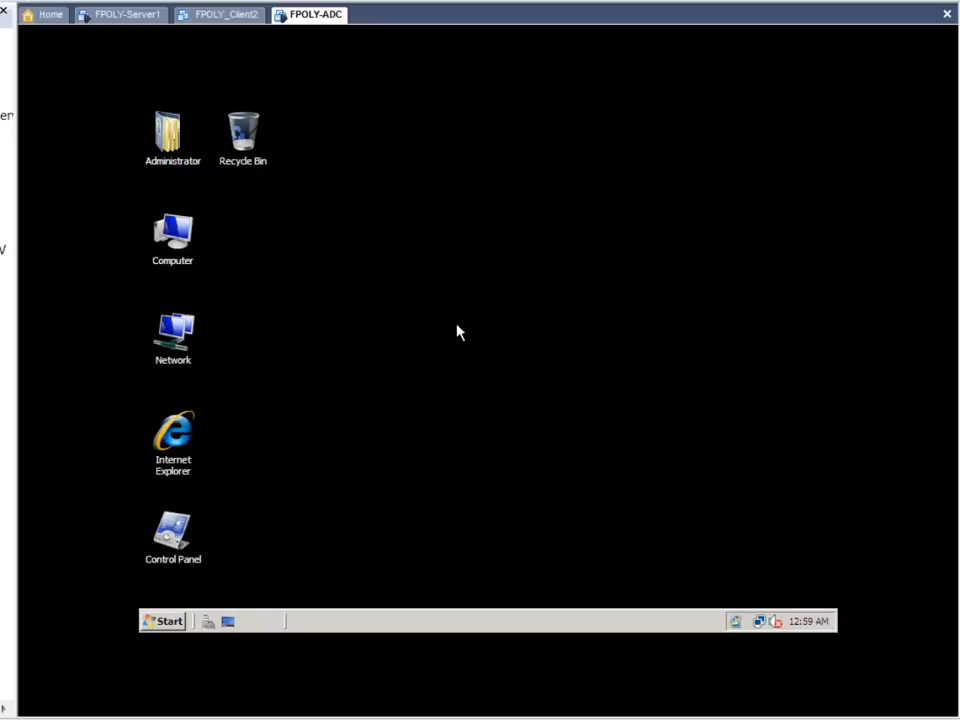 Home FPOLY-Server1 FPOLY_Client2 FPOLY-ADC
er
V
Administrator Recycle Bin
Computer
Network
Internet
Explorer
Control Panel
Start 12:59 AM